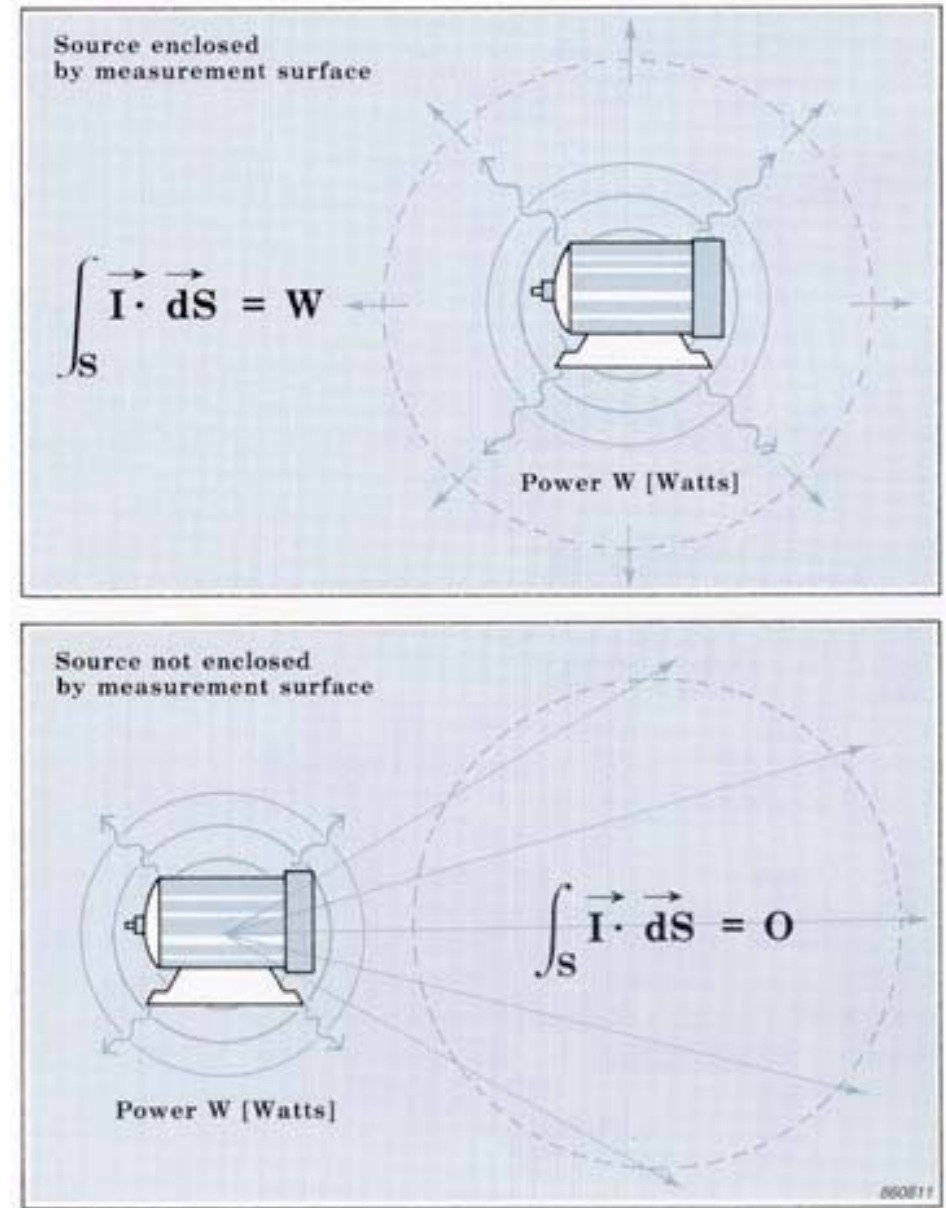 Source enclosed
by measurement surface
∫S I · dS = W
Power W [Watts]
Source not enclosed
by measurement surface
∫S I · dS = O
Power W [Watts]
860811